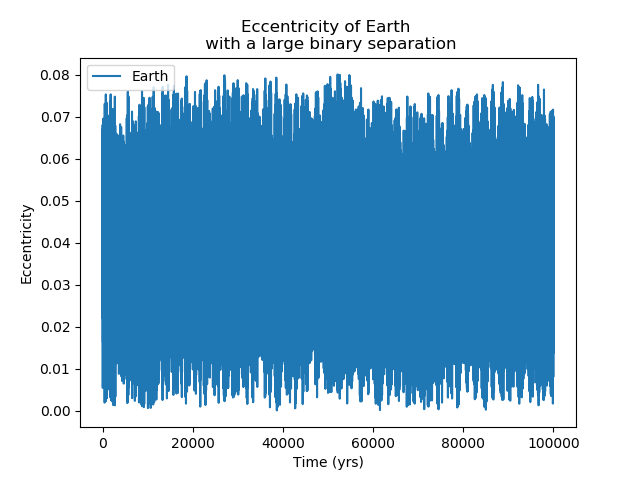 Eccentricity of Earth
with a large binary separation
Earth
0.08
0.07
0.06
0.05
0.04
0.03
0.02
0.01
0.00
Eccentricity
0 20000 40000 60000 80000 100000
Time (yrs)